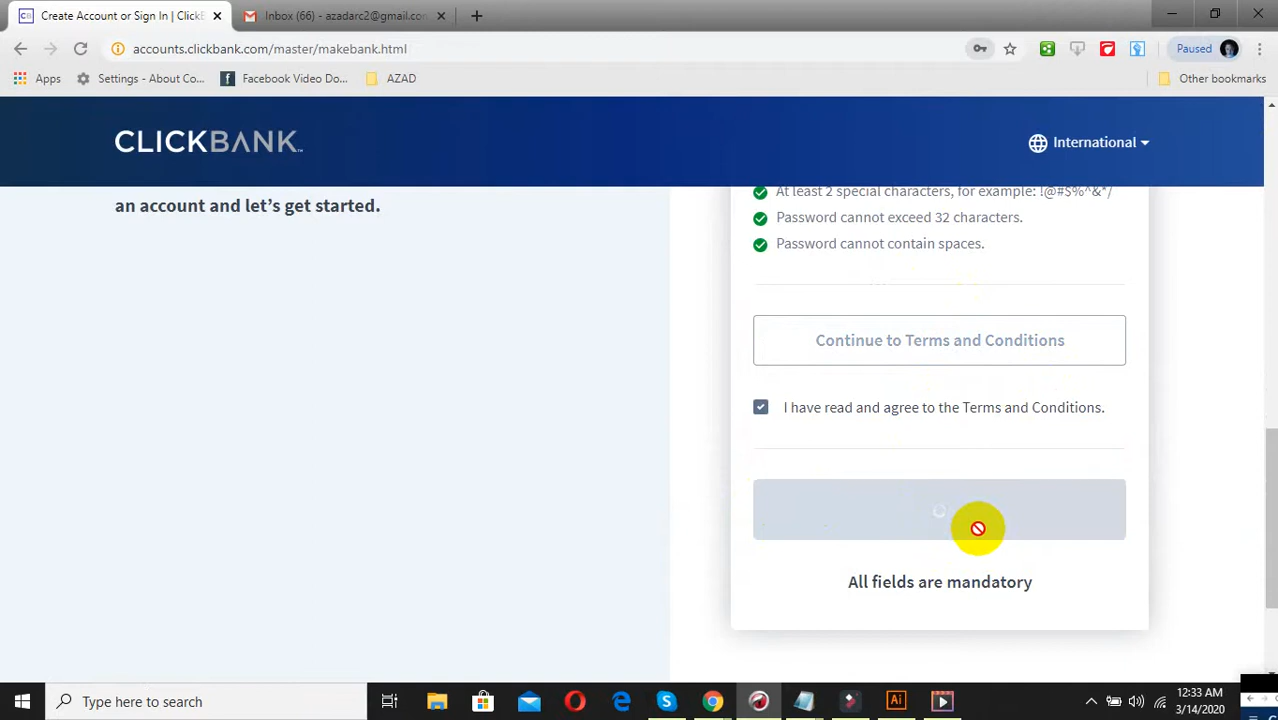 Create Account or Sign In | ClickB
Inbox (66) - azadarc2@gmail.con
accounts.clickbank.com/master/makebank.html
Paused
Apps
Settings - About Co...
Facebook Video Do...
AZAD
Other bookmarks
CLICKBANK
International
an account and let's get started.
At least 2 special characters, for example: !@#$%^&*/
Password cannot exceed 32 characters.
Password cannot contain spaces.
Continue to Terms and Conditions
I have read and agree to the Terms and Conditions.
All fields are mandatory
Type here to search
12:33 AM
3/14/2020